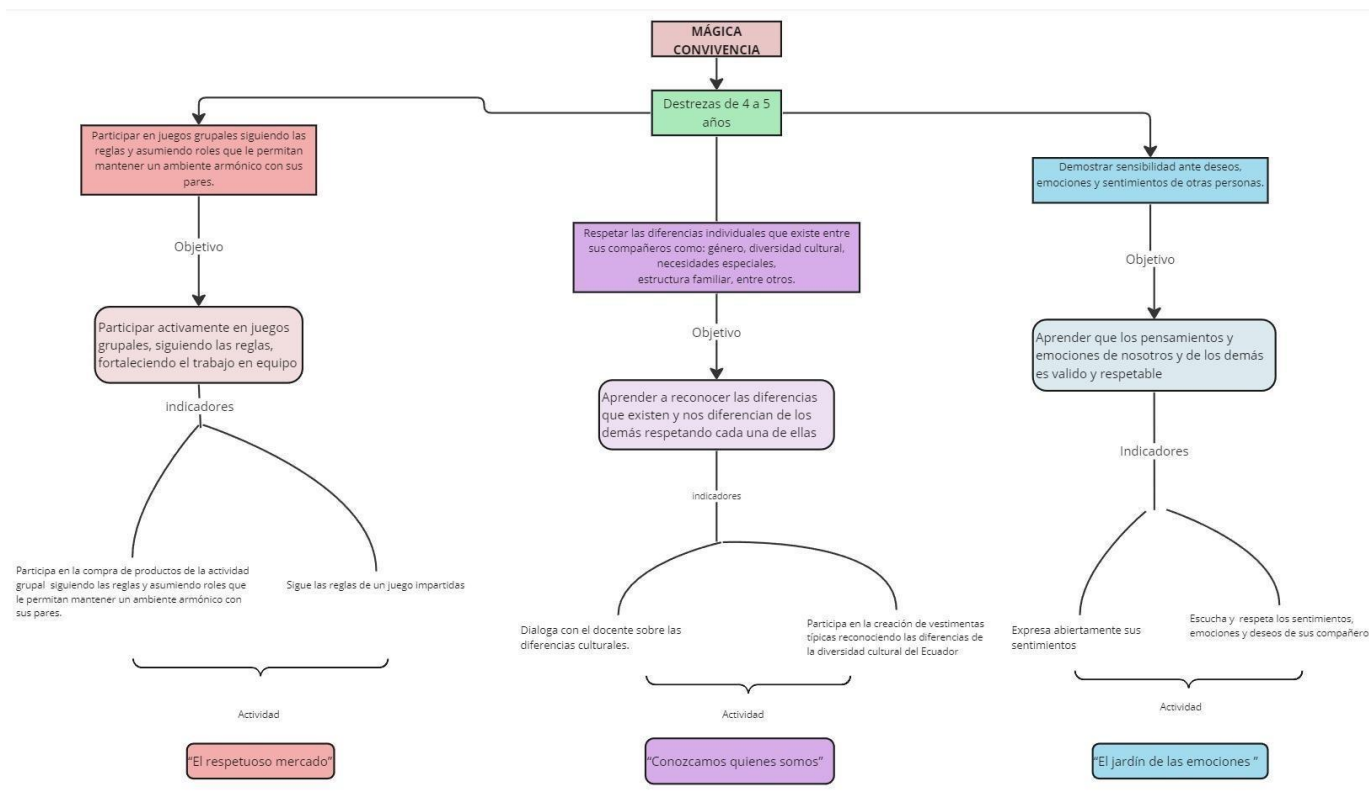 MÁGICA
CONVIVENCIA
Destrezas de 4 a 5
años
Participar en juegos grupales siguiendo las
reglas y asumiendo roles que le permitan
mantener un ambiente armónico con sus
pares.
Objetivo
Participar activamente en juegos
grupales, siguiendo las reglas,
fortaleciendo el trabajo en equipo
indicadores
Participa en la compra de productos de la actividad
grupal siguiendo las reglas y asumiendo roles que
le permitan mantener un ambiente armónico con
sus pares.
Sigue las reglas de un juego impartidas
Actividad
"El respetuoso mercado"
Respetar las diferencias individuales que existe entre
sus compañeros como: género, diversidad cultural,
necesidades especiales,
estructura familiar, entre otros.
Objetivo
Aprender a reconocer las diferencias
que existen y nos diferencian de los
demás respetando cada una de ellas
indicadores
Dialoga con el docente sobre las
diferencias culturales.
Participa en la creación de vestimentas
típicas reconociendo las diferencias de
la diversidad cultural del Ecuador
Actividad
"Conozcamos quienes somos"
Demostrar sensibilidad ante deseos,
emociones y sentimientos de otras personas.
Objetivo
Aprender que los pensamientos y
emociones de nosotros y de los demás
es valido y respetable
Indicadores
Expresa abiertamente sus
sentimientos
Escucha y respeta los sentimientos,
emociones y deseos de sus compañero
Actividad
"El jardín de las emociones "